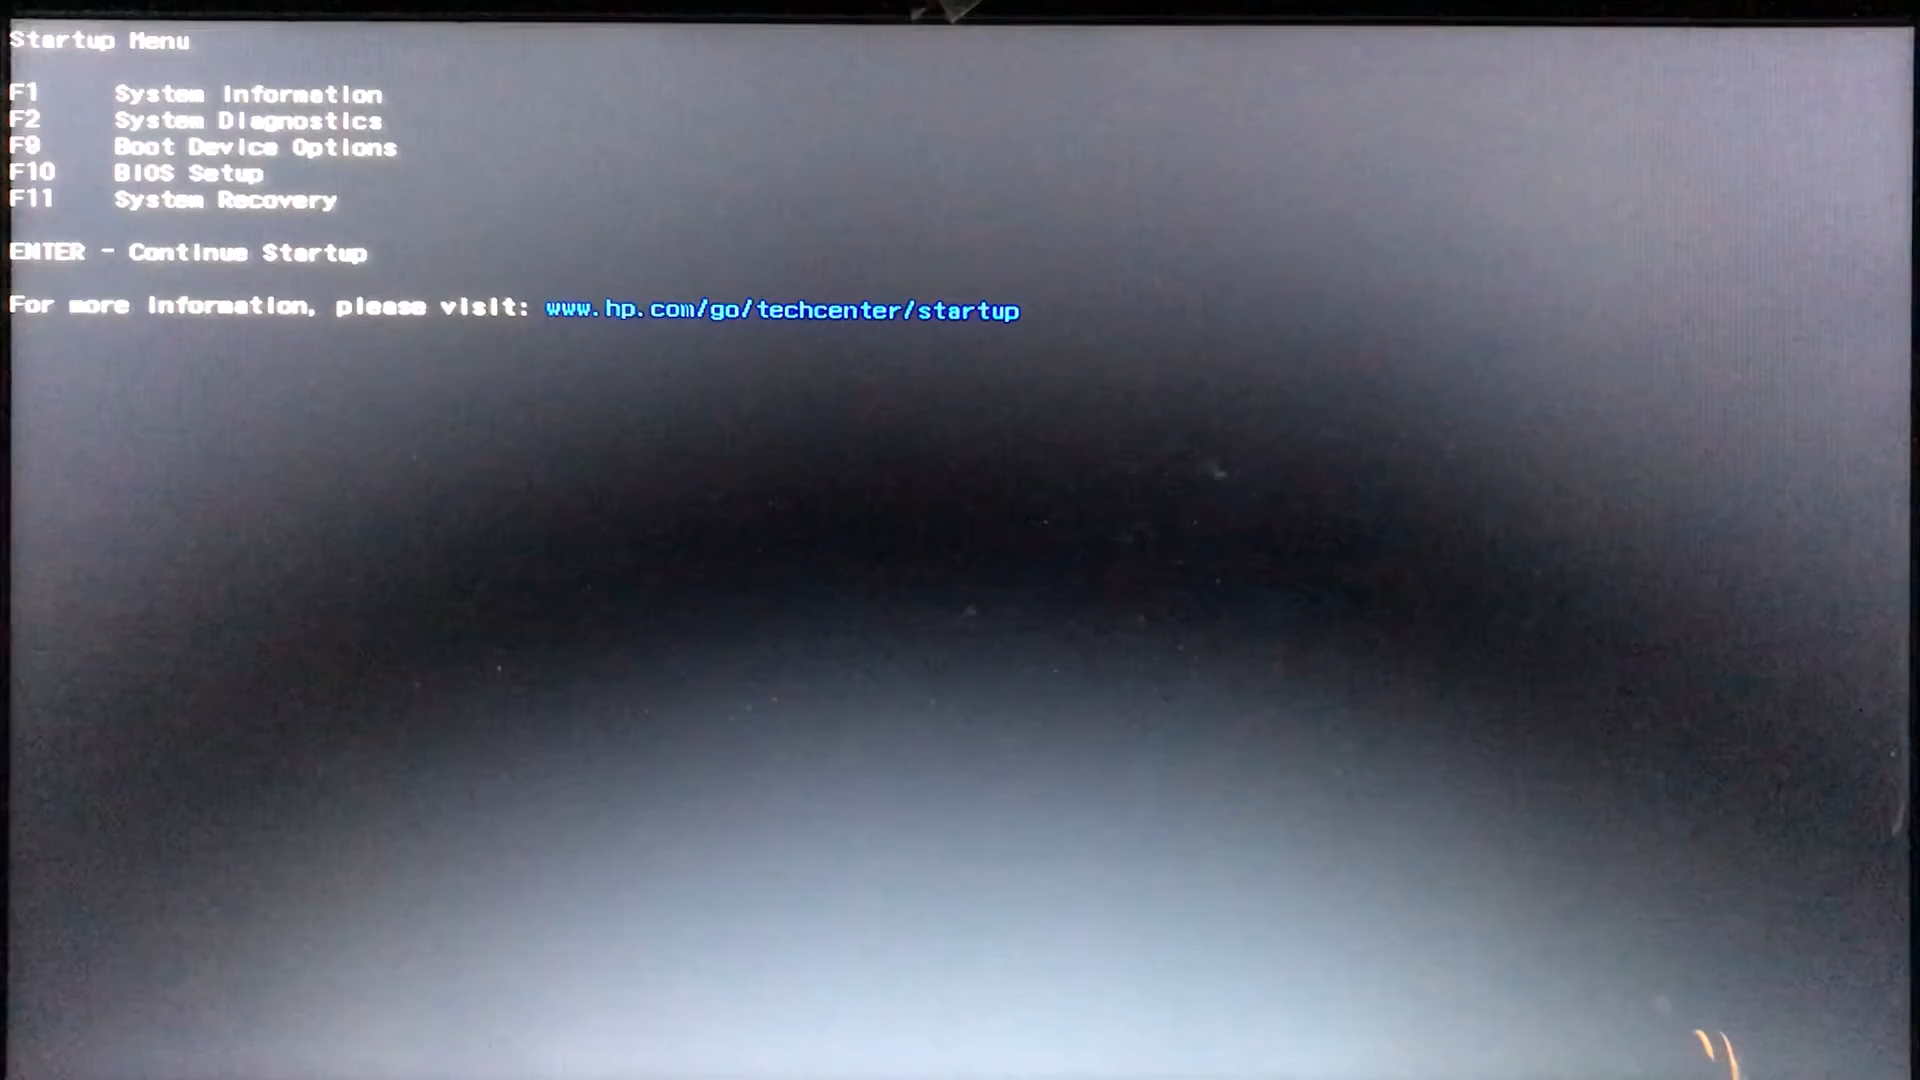 Startup Menu
F1 System Information
F2 System Diagnostics
F9 Boot Device Options
F10 BIOS Setup
F11 System Recovery
ENTER - Continue Startup
For more information, please visit: www.hp.com/go/techcenter/startup